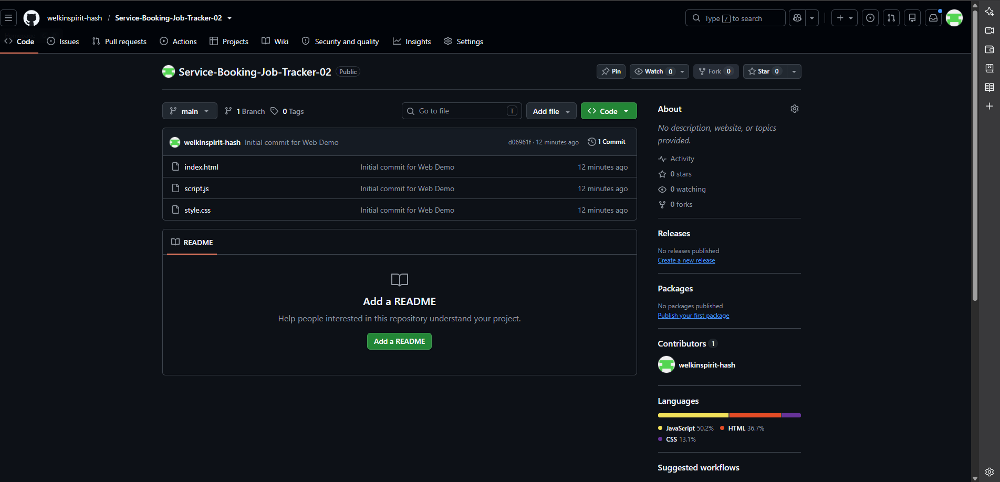 welkinspirit-hash / Service-Booking-Job-Tracker-02
Type / to search
Code Issues Pull requests Actions Projects Wiki Security and quality Insights Settings
Service-Booking-Job-Tracker-02 Public
Pin Watch 0 Fork 0 Star 0
main 1 Branch 0 Tags
Go to file T Add file Code
welkinspirit-hash Initial commit for Web Demo d06961f · 12 minutes ago 1 Commit
index.html Initial commit for Web Demo 12 minutes ago
script.js Initial commit for Web Demo 12 minutes ago
style.css Initial commit for Web Demo 12 minutes ago
README
Add a README
Help people interested in this repository understand your project.
Add a README
About
No description, website, or topics
provided.
Activity
0 stars
0 watching
0 forks
Releases
No releases published
Create a new release
Packages
No packages published
Publish your first package
Contributors 1
welkinspirit-hash
Languages
JavaScript 50.2% HTML 36.7%
CSS 13.1%
Suggested workflows